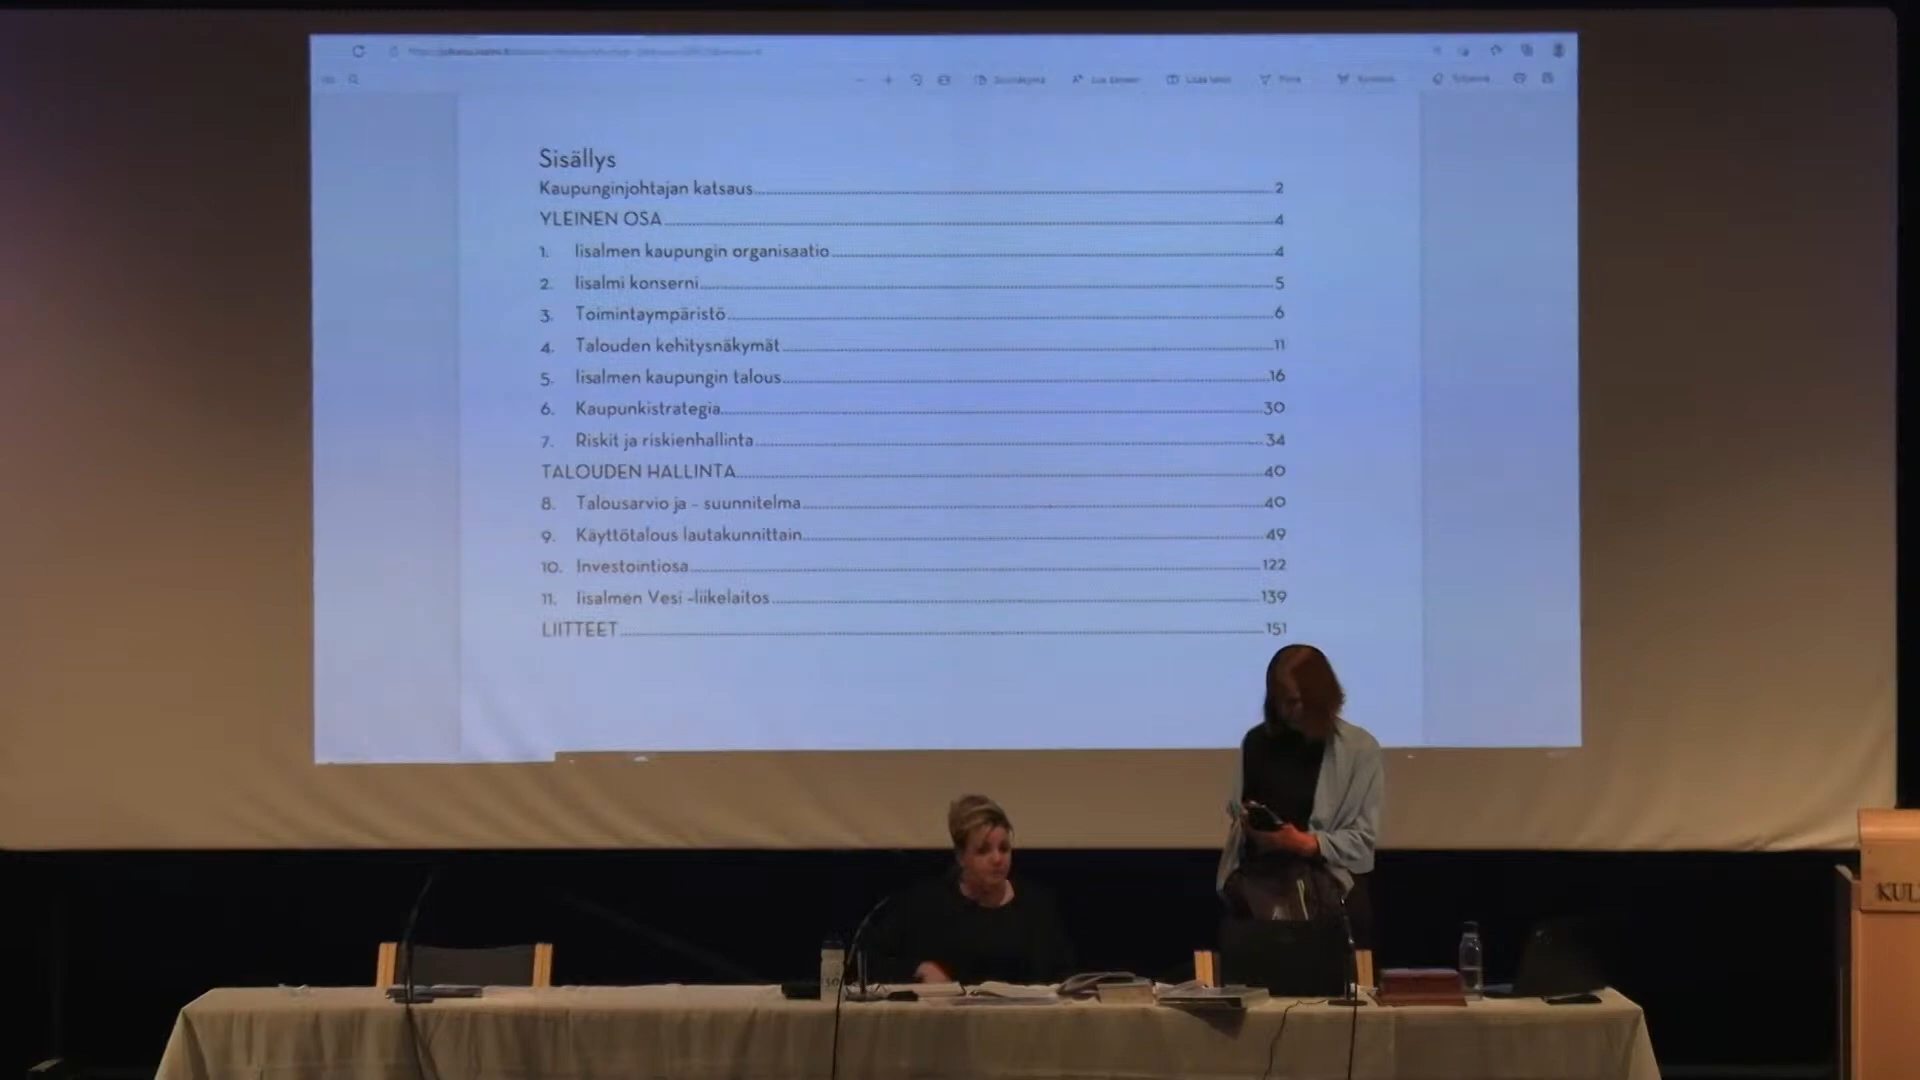 Sisällys
Kaupunginjohtajan katsaus 2
YLEINEN OSA 4
1. Iisalmen kaupungin organisaatio 4
2. Iisalmi konserni 5
3. Toimintaympäristö 6
4. Talouden kehitysnäkymät 11
5. Iisalmen kaupungin talous 16
6. Kaupunkistrategia 30
7. Riskit ja riskienhallinta 34
TALOUDEN HALLINTA 40
8. Talousarvio ja - suunnitelma 40
9. Käyttötalous lautakunnittain 49
10. Investointiosa 122
11. Iisalmen Vesi -liikelaitos 139
LIITTEET 151
KUL